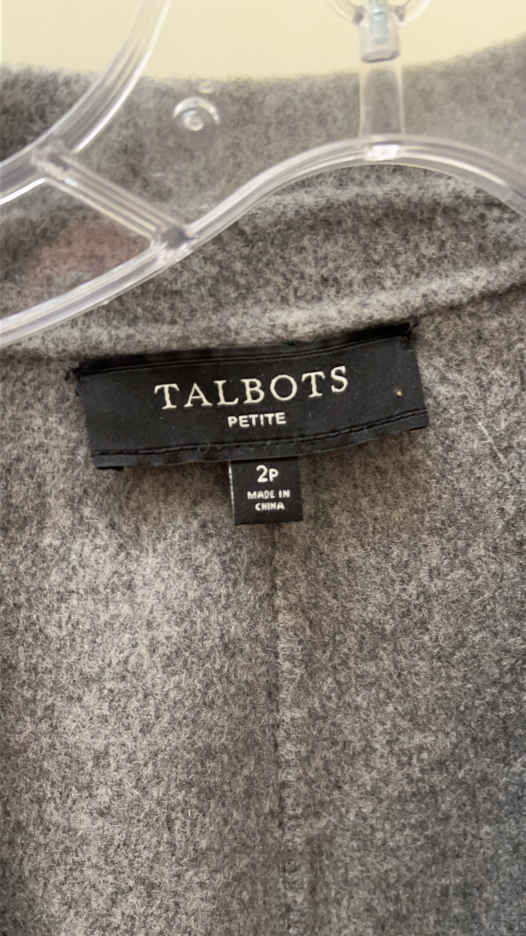 TALBOTS
PETITE
2P
MADE IN
CHINA